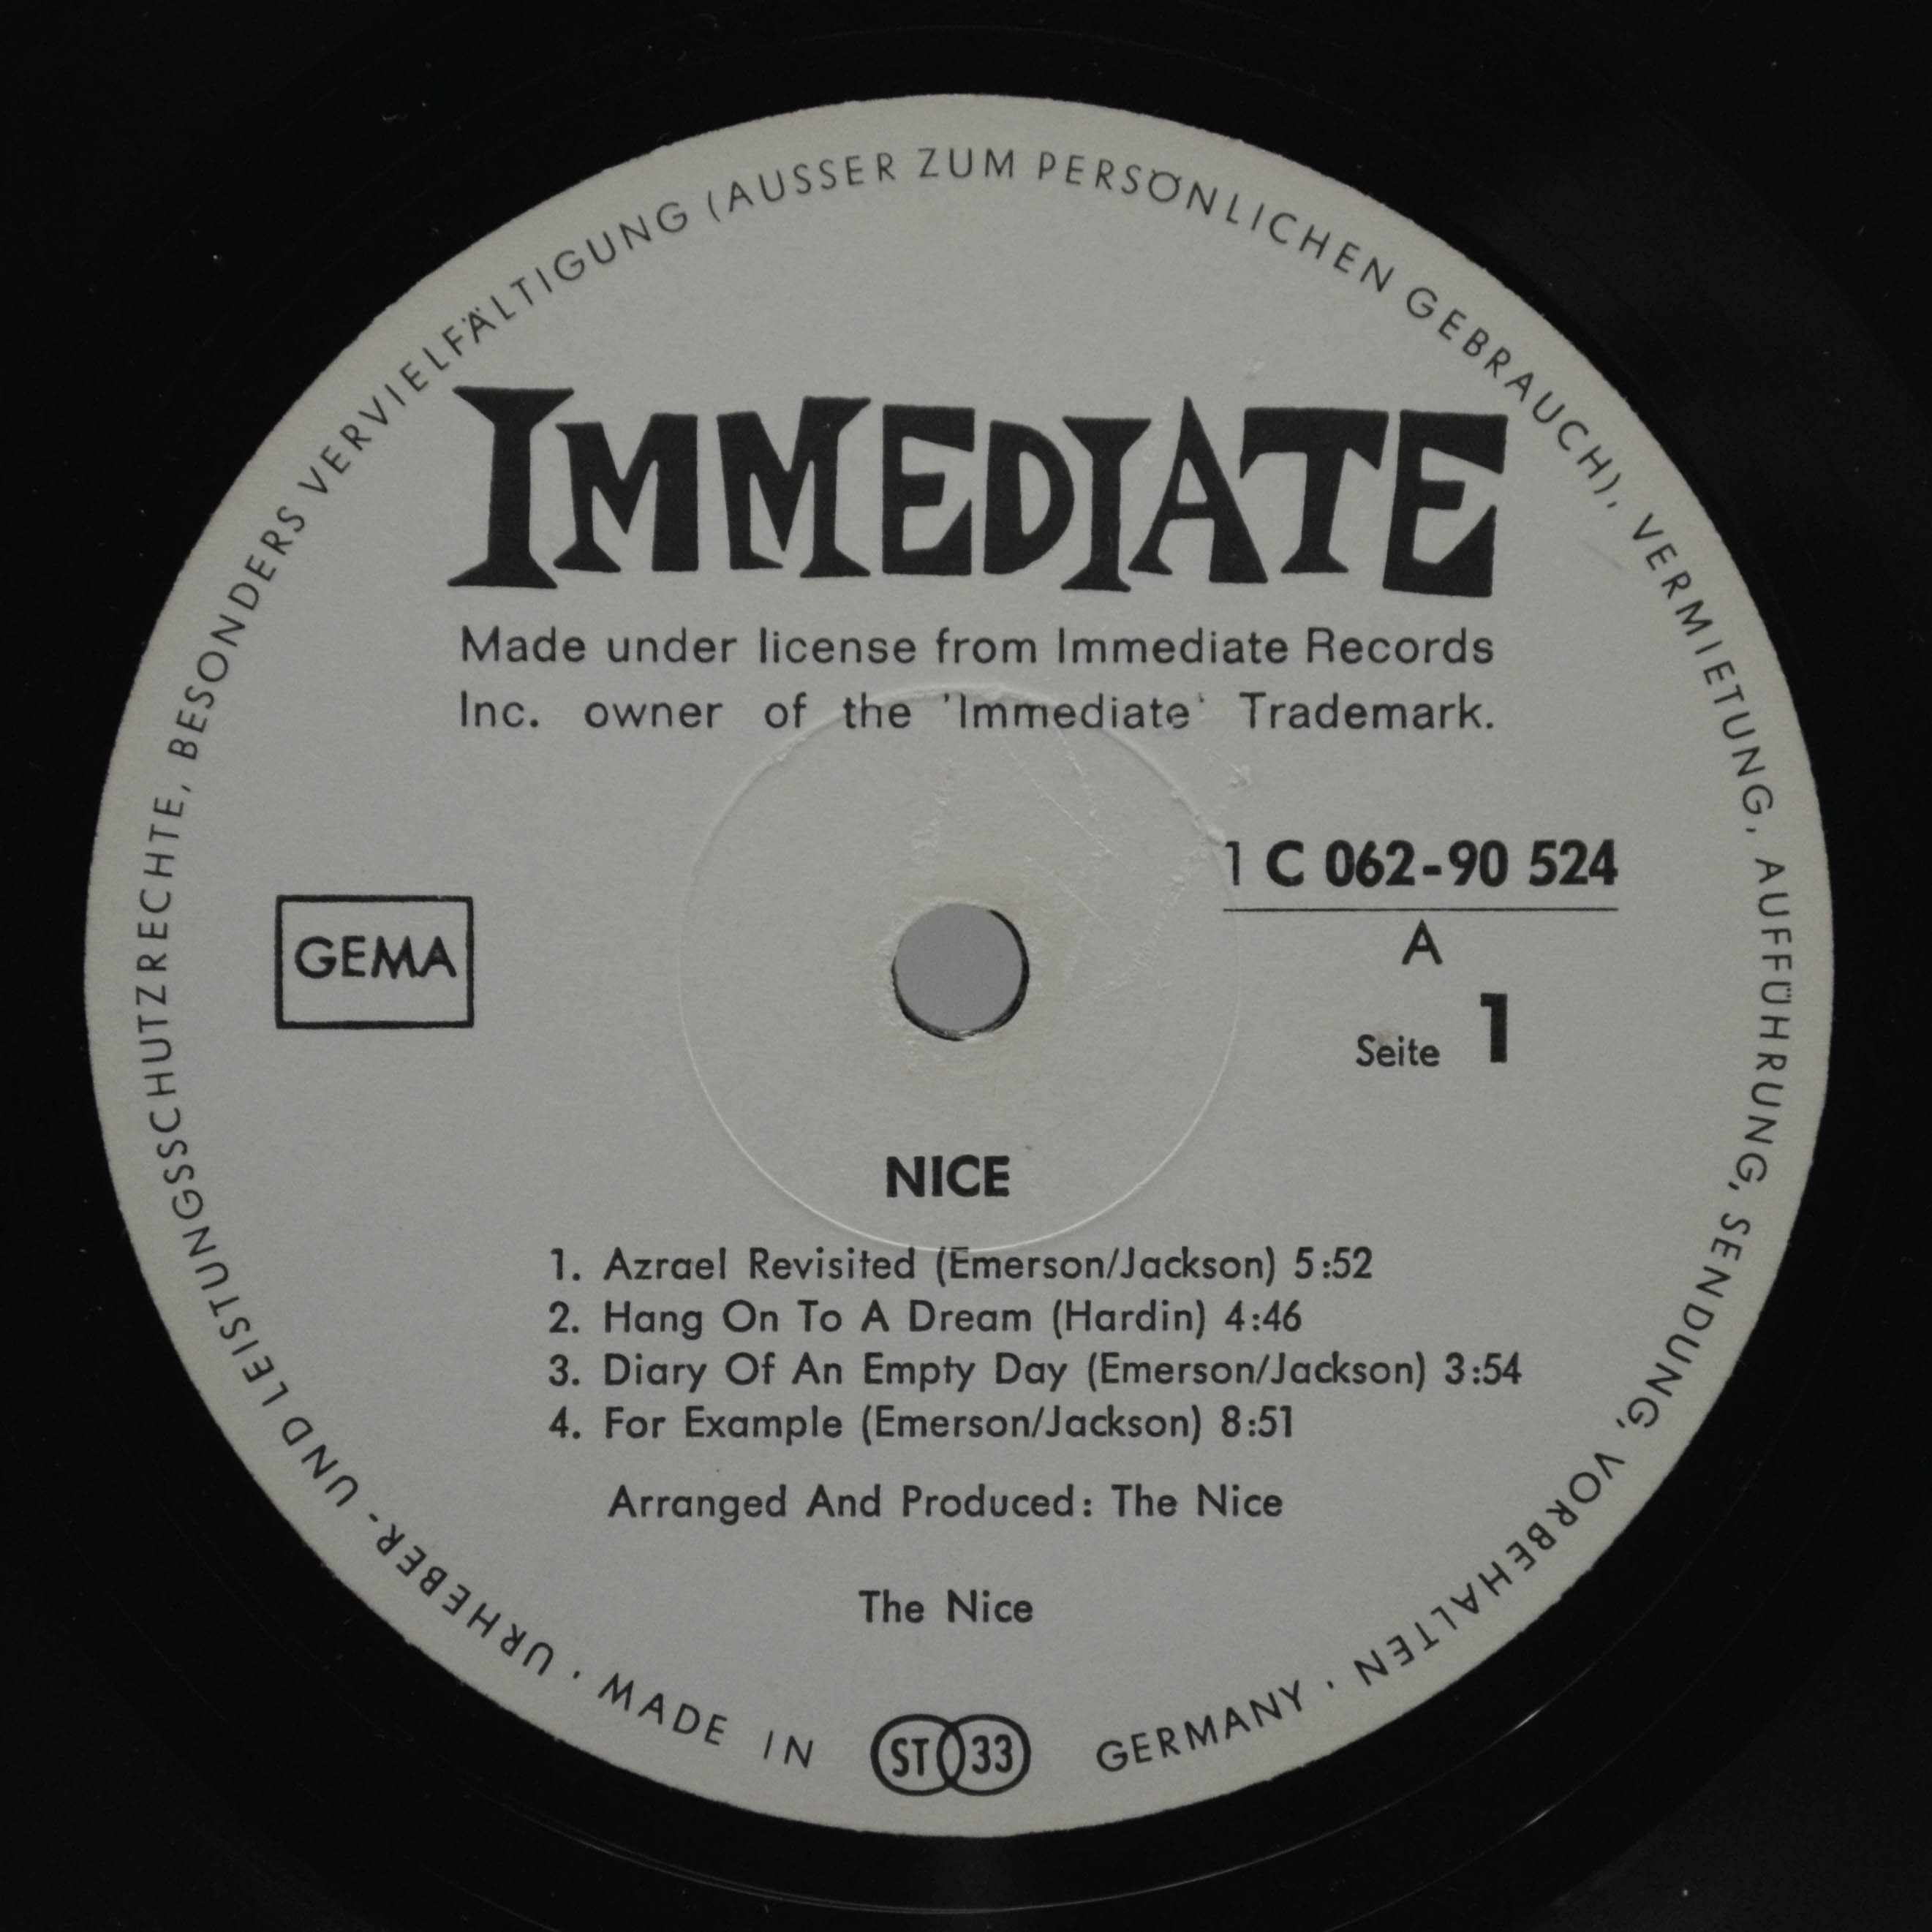 IMMEDIATE
Made under license from Immediate Records
Inc. owner of the 'Immediate' Trademark.
1 C 062-90 524
A
GEMA
Seite 1
NICE
1. Azrael Revisited (Emerson/Jackson) 5:52
2. Hang On To A Dream (Hardin) 4:46
3. Diary Of An Empty Day (Emerson/Jackson) 3:54
4. For Example (Emerson/Jackson) 8:51
Arranged And Produced: The Nice
The Nice
ST 33
URHEBER- UND LEISTUNGSSCHUTZRECHTE, BESONDERS VERVIELFÄLTIGUNG (AUSSER ZUM PERSÖNLICHEN GEBRAUCH), VERMIETUNG, AUFFÜHRUNG, SENDUNG, VORBEHALTEN ·
MADE IN GERMANY ·